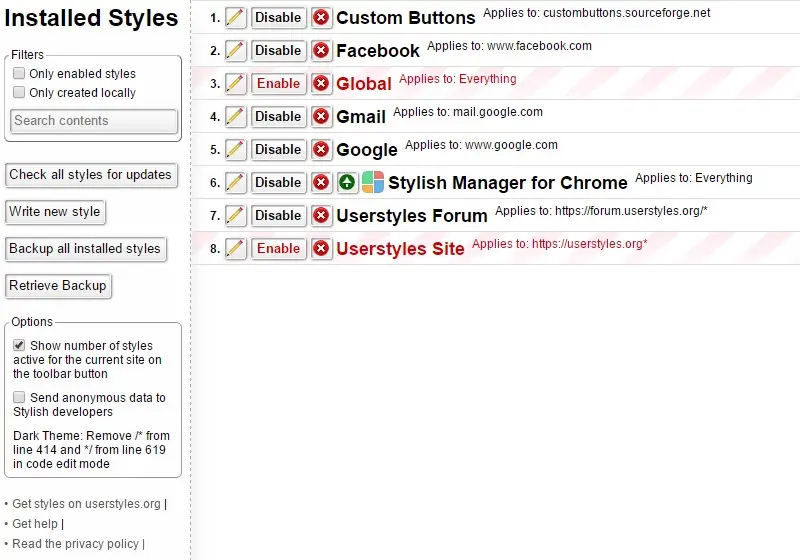 Installed Styles
Filters
Only enabled styles
Only created locally
Search contents
Check all styles for updates
Write new style
Backup all installed styles
Retrieve Backup
Options
Show number of styles
active for the current site on
the toolbar button
Send anonymous data to
Stylish developers
Dark Theme: Remove /* from
line 414 and */ from line 619
in code edit mode
• Get styles on userstyles.org |
• Get help |
• Read the privacy policy |
1. Disable Custom Buttons Applies to: custombuttons.sourceforge.net
2. Disable Facebook Applies to: www.facebook.com
3. Enable Global Applies to: Everything
4. Disable Gmail Applies to: mail.google.com
5. Disable Google Applies to: www.google.com
6. Disable Stylish Manager for Chrome Applies to: Everything
7. Disable Userstyles Forum Applies to: https://forum.userstyles.org/*
8. Enable Userstyles Site Applies to: https://userstyles.org*